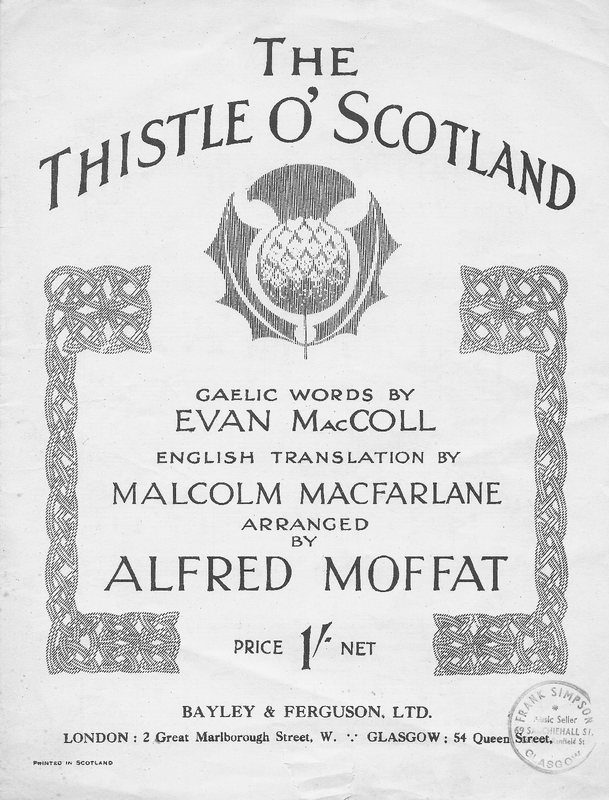 THE
THISTLE O' SCOTLAND
GAELIC WORDS BY
EVAN MacCOLL
ENGLISH TRANSLATION BY
MALCOLM MACFARLANE
ARRANGED
BY
ALFRED MOFFAT
PRICE 1/- NET
BAYLEY & FERGUSON, LTD.
LONDON : 2 Great Marlborough Street, W. ∵ GLASGOW : 54 Queen Street,
PRINTED IN SCOTLAND
FRANK SIMPSON
Music Seller
St
GLASGOW